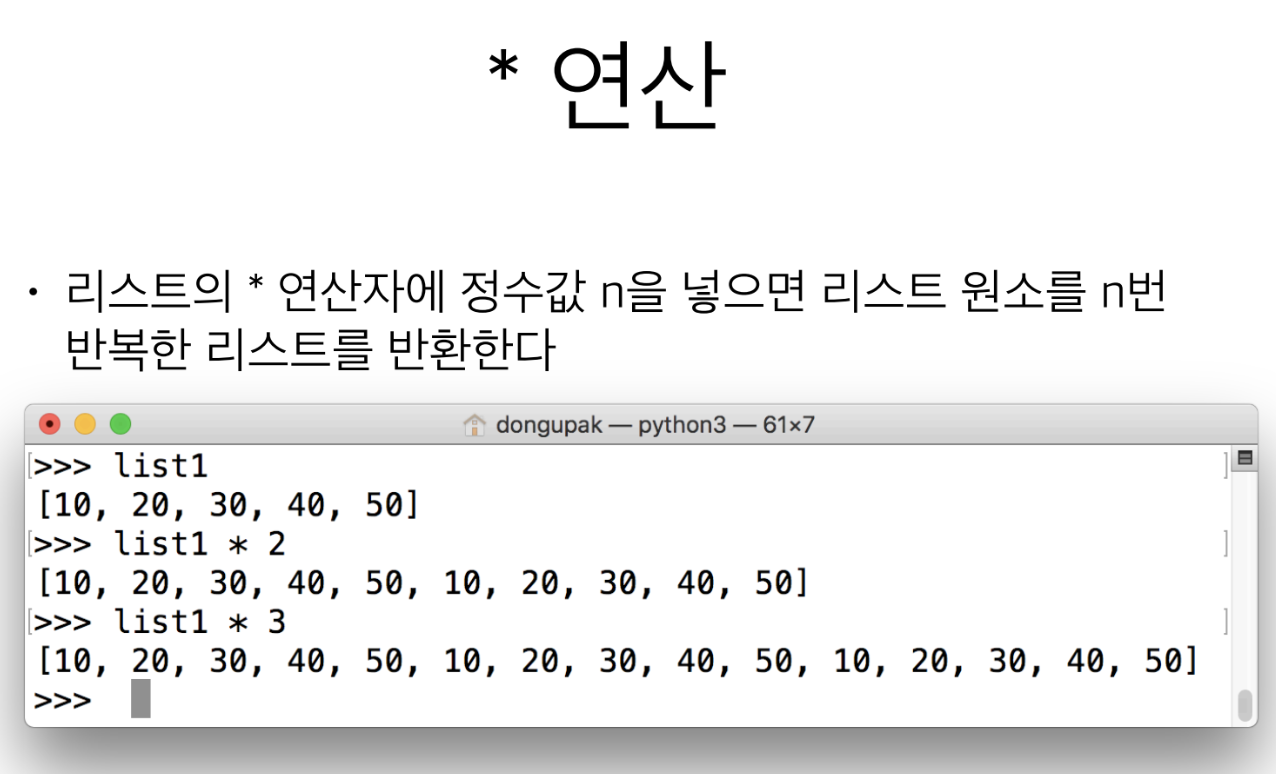 * 연산
• 리스트의 * 연산자에 정수값 n을 넣으면 리스트 원소를 n번
반복한 리스트를 반환한다
dongupak — python3 — 61×7
[>>> list1 ]
[10, 20, 30, 40, 50]
[>>> list1 * 2 ]
[10, 20, 30, 40, 50, 10, 20, 30, 40, 50]
[>>> list1 * 3 ]
[10, 20, 30, 40, 50, 10, 20, 30, 40, 50, 10, 20, 30, 40, 50]
>>>